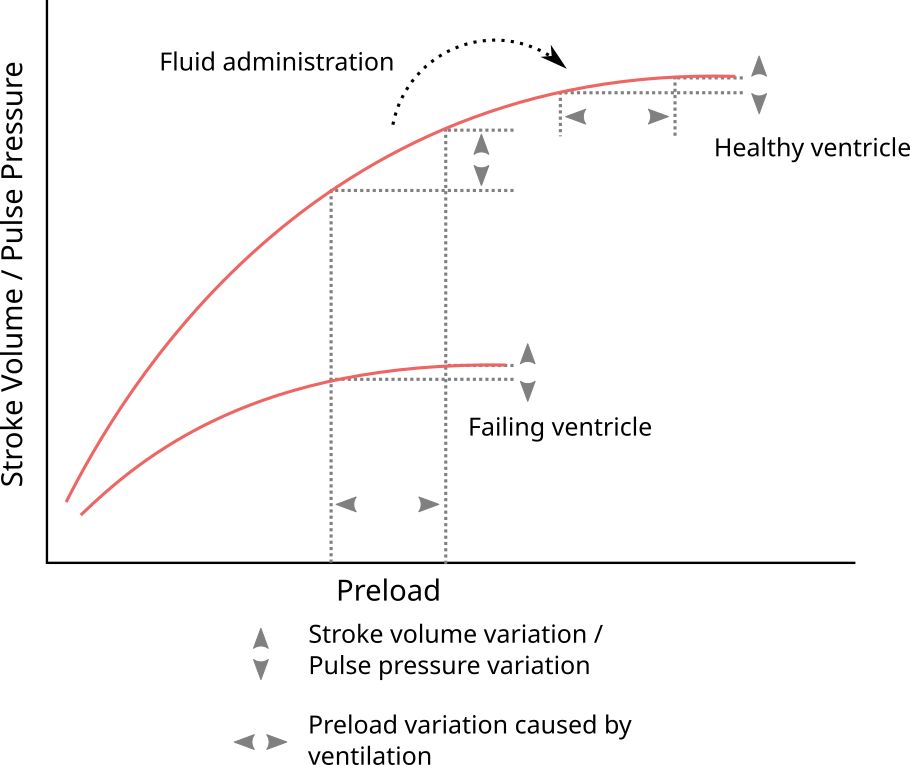 Fluid administration
Stroke Volume / Pulse Pressure
Healthy ventricle
Failing ventricle
Preload
Stroke volume variation /
Pulse pressure variation
Preload variation caused by
ventilation